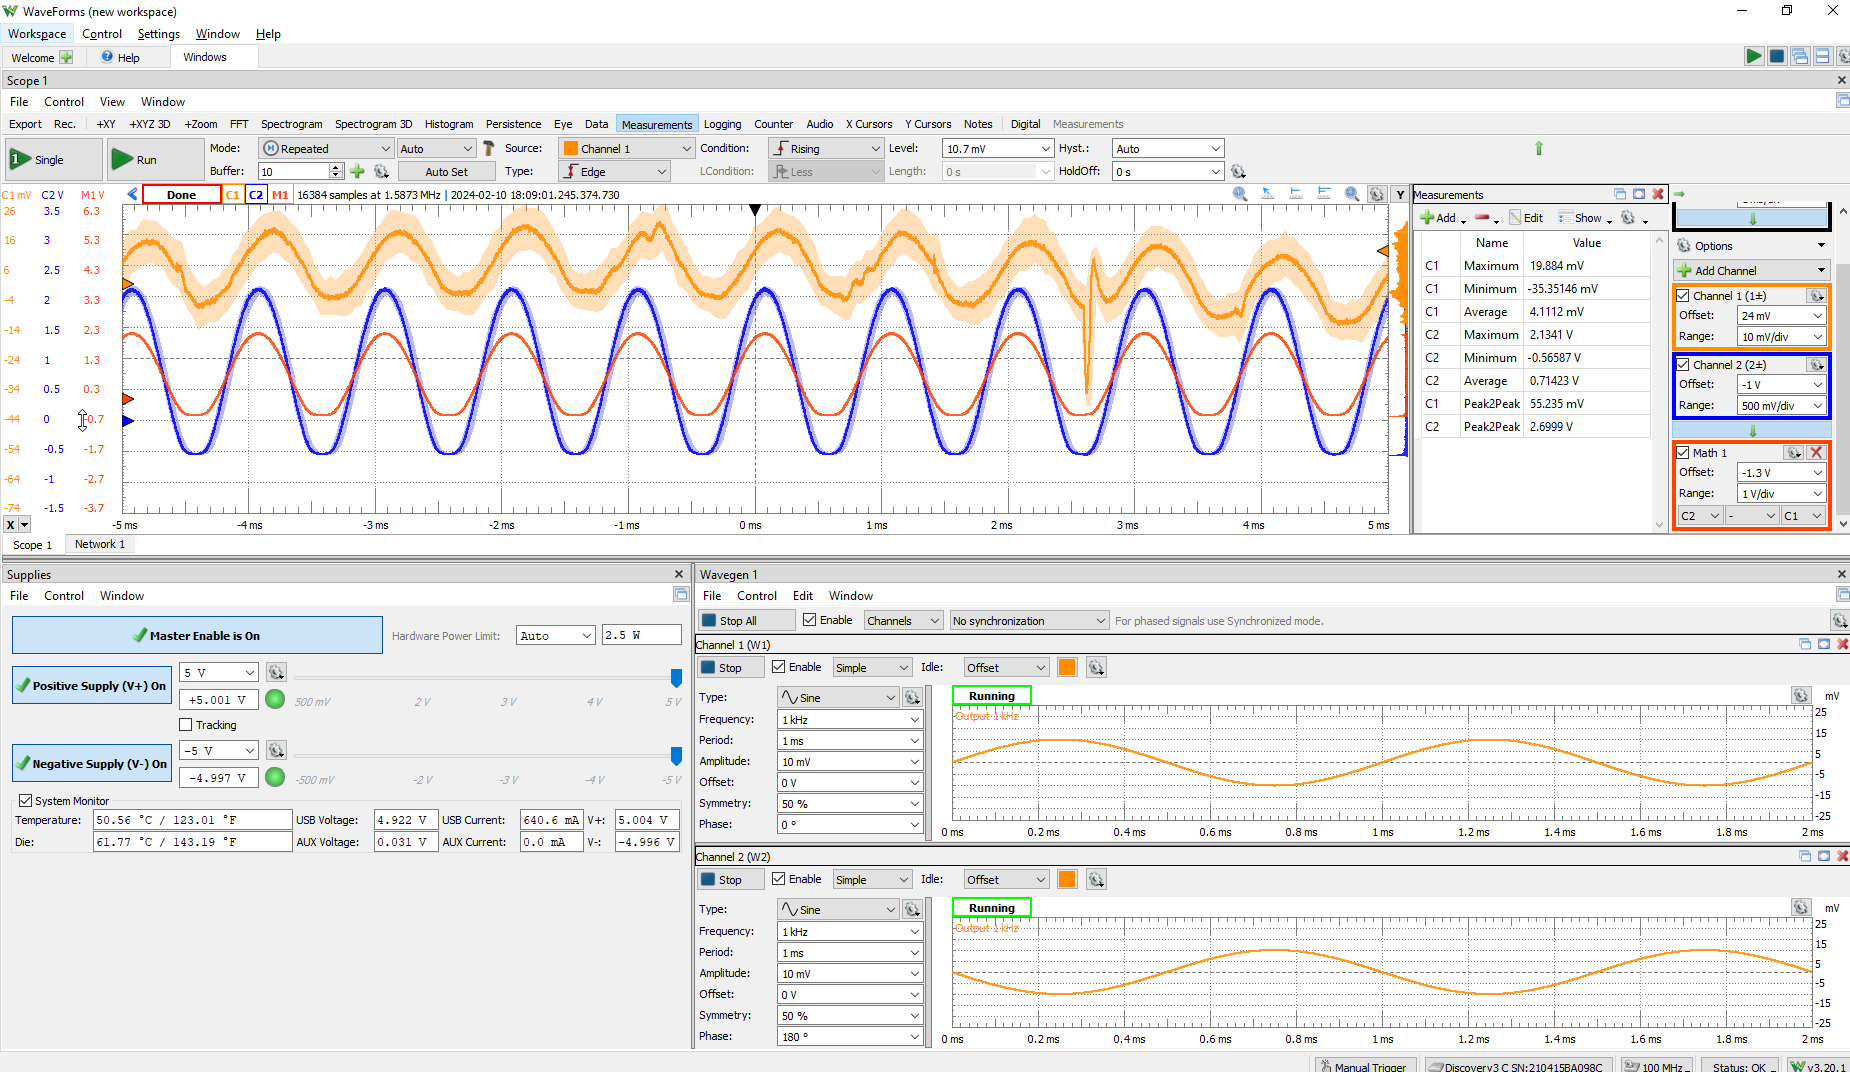 WaveForms (new workspace)
Workspace Control Settings Window Help
Welcome Help Windows
Scope 1
File Control View Window
Export Rec. +XY +XYZ 3D +Zoom FFT Spectrogram Spectrogram 3D Histogram Persistence Eye Data Measurements Logging Counter Audio X Cursors Y Cursors Notes Digital Measurements
1 Single Run Mode: Repeated Auto Source: Channel 1 Condition: Rising Level: 10.7 mV Hyst.: Auto
Buffer: 10 Auto Set Type: Edge LCondition: Less Length: 0 s HoldOff: 0 s
C1 mV C2 V M1 V Done C1 C2 M1 16384 samples at 1.5873 MHz | 2024-02-10 18:09:01.245.374.730 Y
26 3.5 6.3
16 3 5.3
6 2.5 4.3
-4 2 3.3
-14 1.5 2.3
-24 1 1.3
-34 0.5 0.3
-44 0 -0.7
-54 -0.5 -1.7
-64 -1 -2.7
-74 -1.5 -3.7
X -5 ms -4 ms -3 ms -2 ms -1 ms 0 ms 1 ms 2 ms 3 ms 4 ms 5 ms
Measurements
Add Edit Show
Name Value
C1 Maximum 19.884 mV
C1 Minimum -35.35146 mV
C1 Average 4.1112 mV
C2 Maximum 2.1341 V
C2 Minimum -0.56587 V
C2 Average 0.71423 V
C1 Peak2Peak 55.235 mV
C2 Peak2Peak 2.6999 V
Options
Add Channel
Channel 1 (1±)
Offset: 24 mV
Range: 10 mV/div
Channel 2 (2±)
Offset: -1 V
Range: 500 mV/div
Math 1
Offset: -1.3 V
Range: 1 V/div
C2 - C1
Scope 1 Network 1
Supplies
File Control Window
Master Enable is On Hardware Power Limit: Auto 2.5 W
Positive Supply (V+) On 5 V
+5.001 V 500 mV 2 V 3 V 4 V 5 V
Tracking
Negative Supply (V-) On -5 V
-4.997 V -500 mV -2 V -3 V -4 V -5 V
System Monitor
Temperature: 50.56 °C / 123.01 °F USB Voltage: 4.922 V USB Current: 640.6 mA V+: 5.004 V
Die: 61.77 °C / 143.19 °F AUX Voltage: 0.031 V AUX Current: 0.0 mA V-: -4.996 V
Wavegen 1
File Control Edit Window
Stop All Enable Channels No synchronization For phased signals use Synchronized mode.
Channel 1 (W1)
Stop Enable Simple Idle: Offset
Type: Sine
Frequency: 1 kHz
Period: 1 ms
Amplitude: 10 mV
Offset: 0 V
Symmetry: 50 %
Phase: 0 °
Running mV
Output 1 kHz
25
15
5
-5
-15
-25
0 ms 0.2 ms 0.4 ms 0.6 ms 0.8 ms 1 ms 1.2 ms 1.4 ms 1.6 ms 1.8 ms 2 ms
Channel 2 (W2)
Stop Enable Simple Idle: Offset
Type: Sine
Frequency: 1 kHz
Period: 1 ms
Amplitude: 10 mV
Offset: 0 V
Symmetry: 50 %
Phase: 180 °
Running mV
Output 1 kHz
25
15
5
-5
-15
-25
0 ms 0.2 ms 0.4 ms 0.6 ms 0.8 ms 1 ms 1.2 ms 1.4 ms 1.6 ms 1.8 ms 2 ms
Manual Trigger Discovery3 C SN:210415BA098C 100 MHz Status: OK v3.20.1